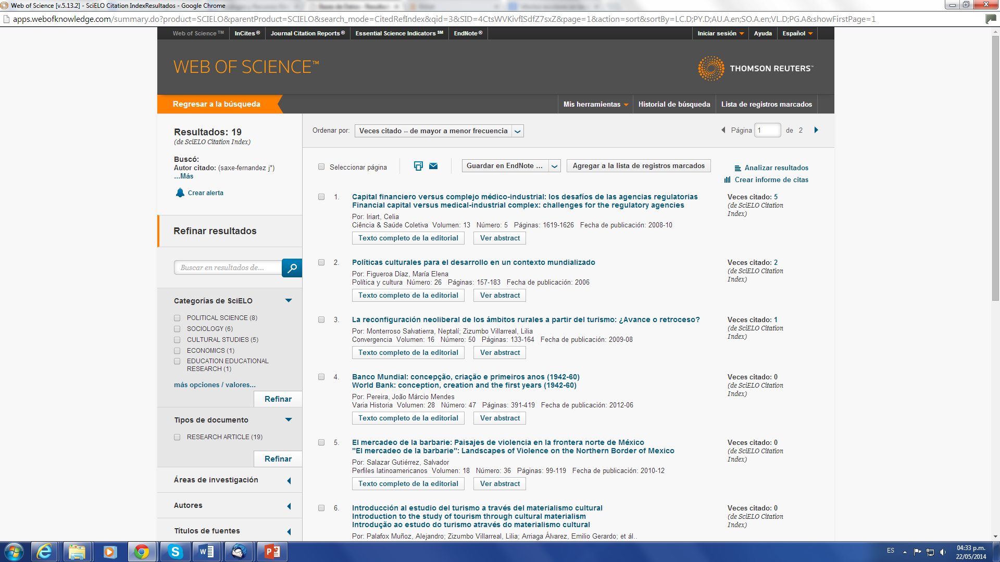 Web of Science [v.5.13.2] - SciELO Citation IndexResultados - Google Chrome
apps.webofknowledge.com/summary.do?product=SCIELO&parentProduct=SCIELO&search_mode=CitedRefIndex&qid=3&SID=4CtsWVKivfISdfZ7sxZ&page=1&action=sort&sortBy=LC.D;PY.D;AU.A.en;SO.A.en;VL.D;PG.A&showFirstPage=1
Web of Science™ InCites® Journal Citation Reports® Essential Science Indicators ℠ EndNote® Iniciar sesión Ayuda Español
WEB OF SCIENCE™
THOMSON REUTERS™
Regresar a la búsqueda Mis herramientas Historial de búsqueda Lista de registros marcados
Resultados: 19
(de SciELO Citation Index)
Buscó:
Autor citado: (saxe-fernandez j*)
...Más
Crear alerta
Refinar resultados
Buscar en resultados de...
Categorías de SciELO
POLITICAL SCIENCE (8)
SOCIOLOGY (6)
CULTURAL STUDIES (5)
ECONOMICS (1)
EDUCATION EDUCATIONAL
RESEARCH (1)
más opciones / valores...
Refinar
Tipos de documento
RESEARCH ARTICLE (19)
Refinar
Áreas de investigación
Autores
Títulos de fuentes
Ordenar por: Veces citado -- de mayor a menor frecuencia Página 1 de 2
Seleccionar página Guardar en EndNote ... Agregar a la lista de registros marcados
Analizar resultados
Crear informe de citas
1. Capital financiero versus complejo médico-industrial: los desafíos de las agencias regulatorias
Financial capital versus medical-industrial complex: challenges for the regulatory agencies
Por: Iriart, Celia
Ciência & Saúde Coletiva Volumen: 13 Número: 5 Páginas: 1619-1626 Fecha de publicación: 2008-10
Texto completo de la editorial Ver abstract
Veces citado: 5
(de SciELO Citation
Index)
2. Políticas culturales para el desarrollo en un contexto mundializado
Por: Figueroa Díaz, María Elena
Política y cultura Número: 26 Páginas: 157-183 Fecha de publicación: 2006
Texto completo de la editorial Ver abstract
Veces citado: 2
(de SciELO Citation
Index)
3. La reconfiguración neoliberal de los ámbitos rurales a partir del turismo: ¿Avance o retroceso?
Por: Monterroso Salvatierra, Neptalí; Zizumbo Villarreal, Lilia
Convergencia Volumen: 16 Número: 50 Páginas: 133-164 Fecha de publicación: 2009-08
Texto completo de la editorial Ver abstract
Veces citado: 1
(de SciELO Citation
Index)
4. Banco Mundial: concepção, criação e primeiros anos (1942-60)
World Bank: conception, creation and the first years (1942-60)
Por: Pereira, João Márcio Mendes
Varia Historia Volumen: 28 Número: 47 Páginas: 391-419 Fecha de publicación: 2012-06
Texto completo de la editorial Ver abstract
Veces citado: 0
(de SciELO Citation
Index)
5. El mercadeo de la barbarie: Paisajes de violencia en la frontera norte de México
"El mercadeo de la barbarie": Landscapes of Violence on the Northern Border of Mexico
Por: Salazar Gutiérrez, Salvador
Perfiles latinoamericanos Volumen: 18 Número: 36 Páginas: 99-119 Fecha de publicación: 2010-12
Texto completo de la editorial Ver abstract
Veces citado: 0
(de SciELO Citation
Index)
6. Introducción al estudio del turismo a través del materialismo cultural
Introduction to the study of tourism through cultural materialism
Introdução ao estudo do turismo através do materialismo cultural
Por: Palafox Muñoz, Alejandro; Zizumbo Villarreal, Lilia; Arriaga Álvarez, Emilio Gerardo; et ál..
Veces citado: 0
(de SciELO Citation
Index)
ES
04:33 p.m.
22/05/2014